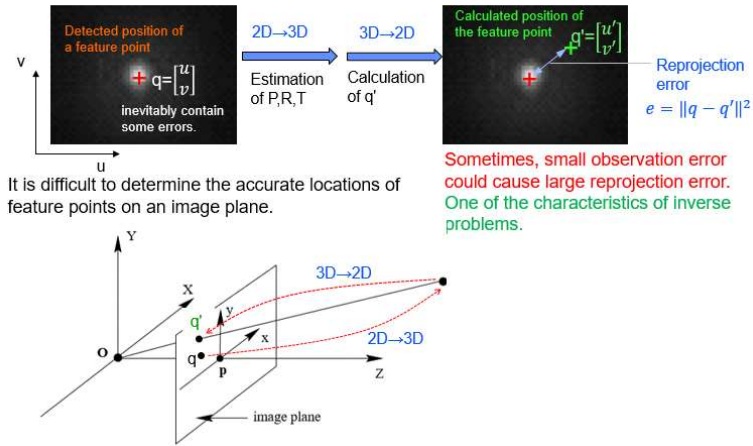 Detected position of
a feature point
q=[u
v]
inevitably contain
some errors.
v
u
2D→3D
Estimation
of P,R,T
3D→2D
Calculation
of q'
Calculated position of
the feature point
q'=[u'
v']
Reprojection
error
e = ‖q − q'‖²
It is difficult to determine the accurate locations of
feature points on an image plane.
Sometimes, small observation error
could cause large reprojection error.
One of the characteristics of inverse
problems.
Y
X
3D→2D
q'
y
x
2D→3D
O
q
p
Z
image plane